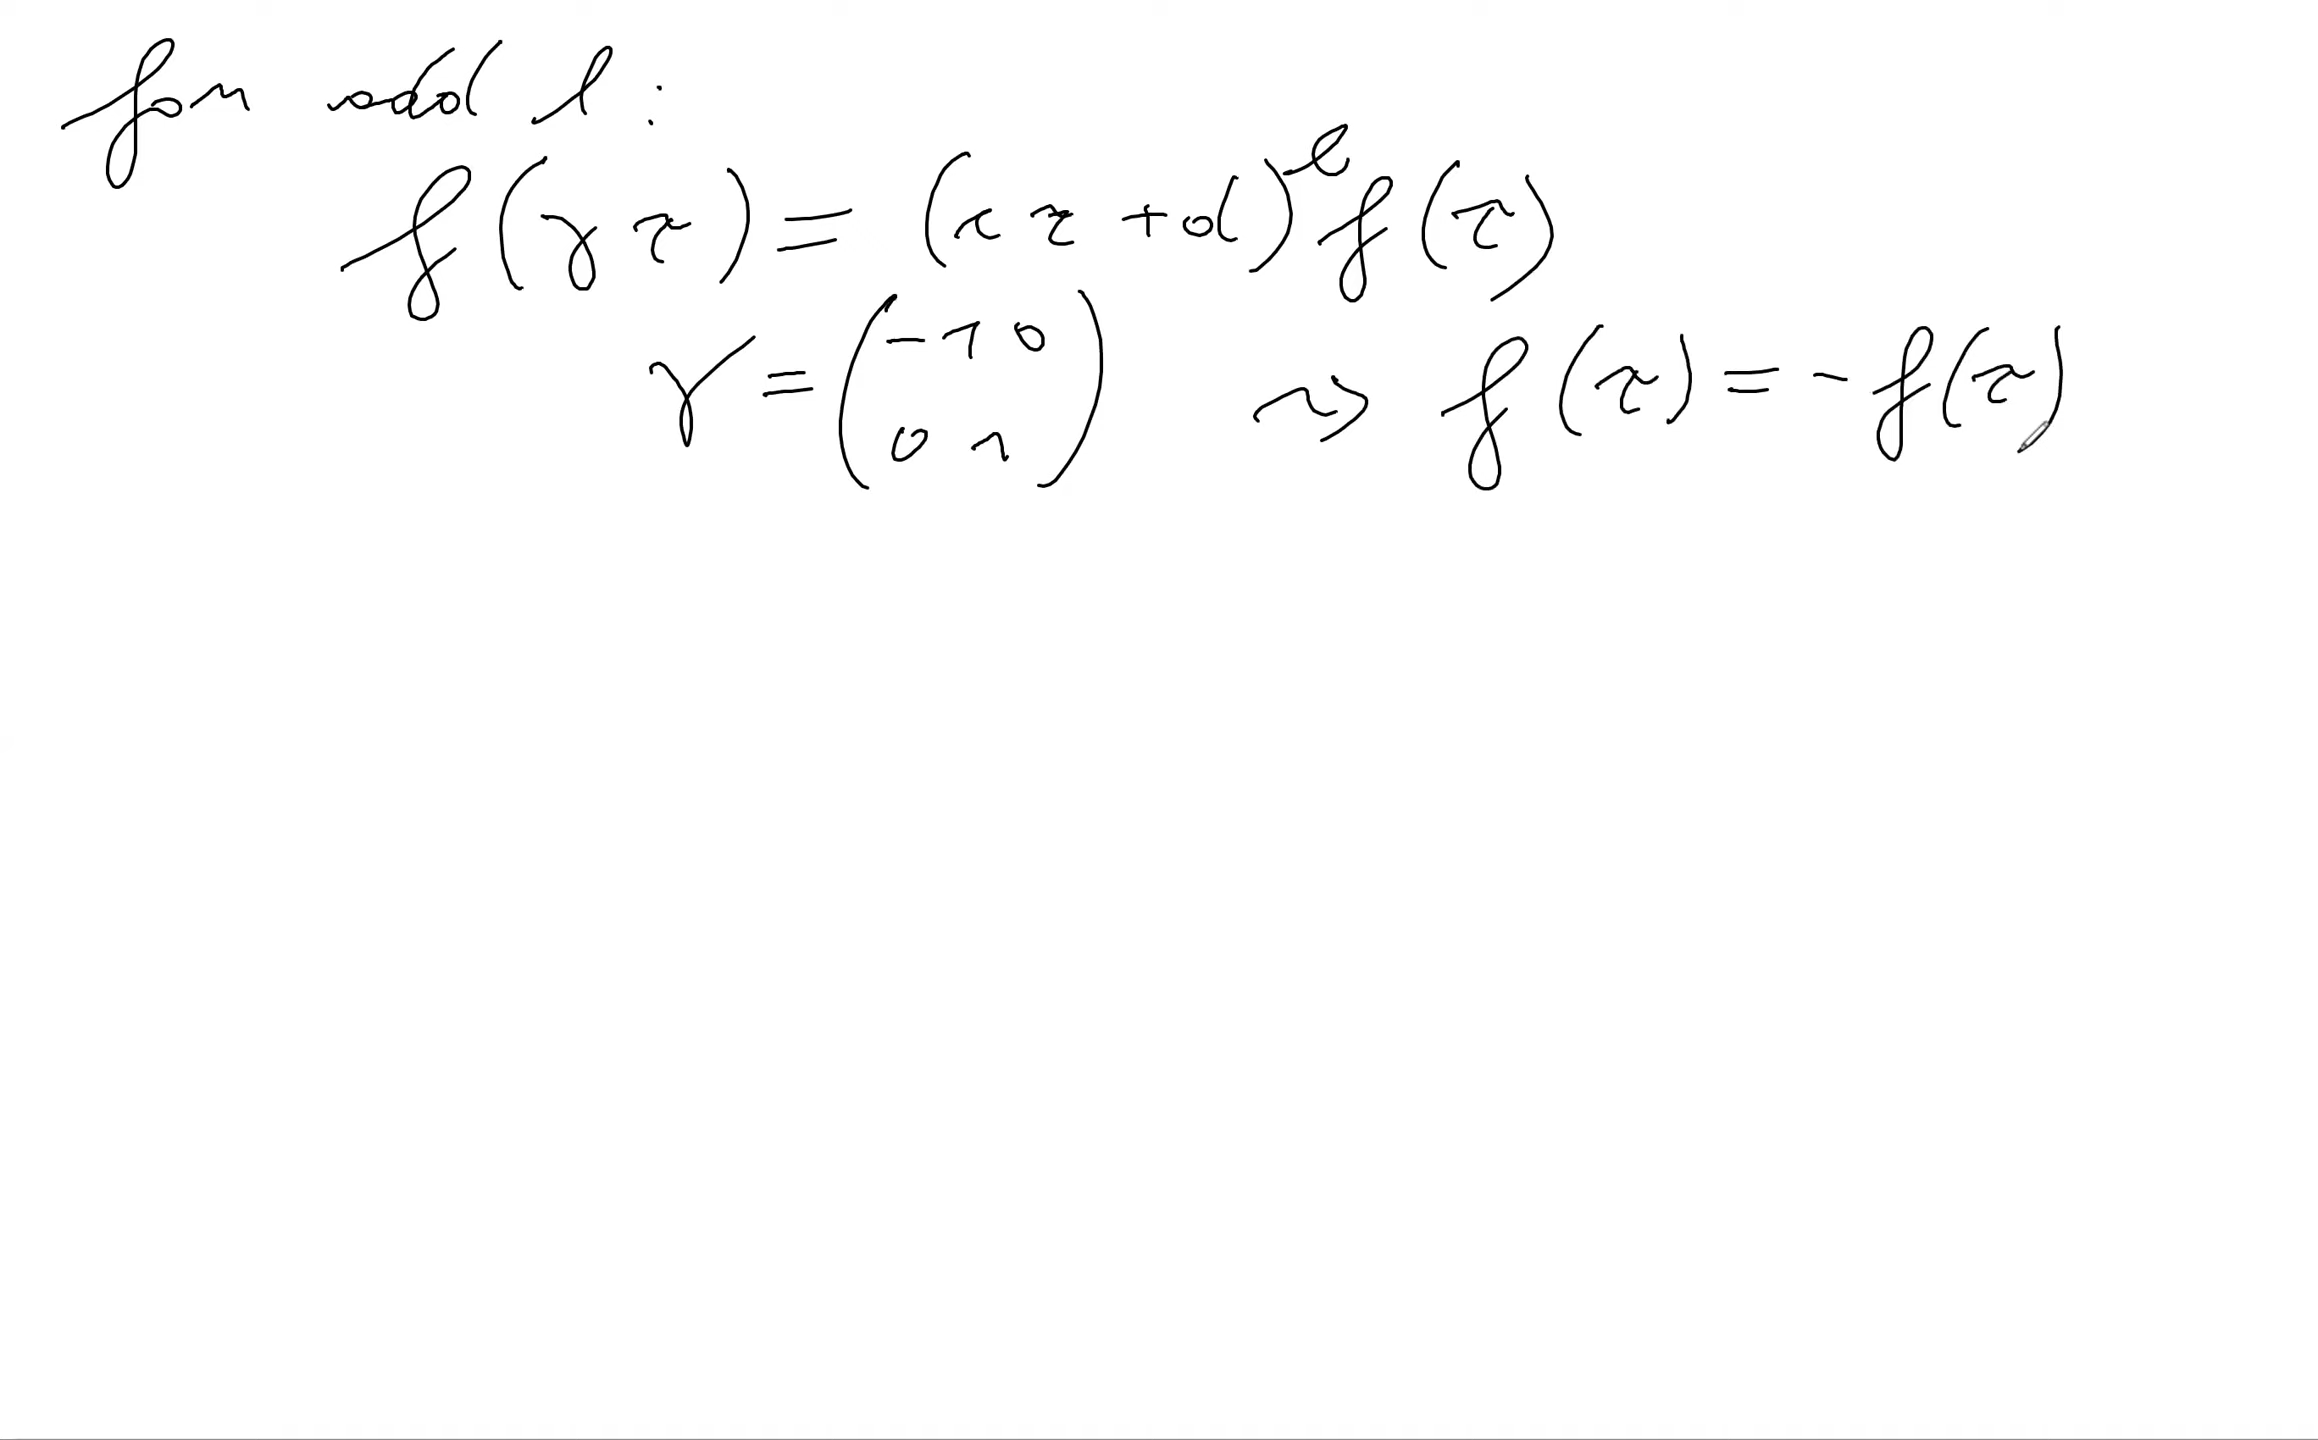 for odd k:
f(γτ) = (cτ+d)^k f(τ)
γ = (-1 0 0 1) ⇝ f(τ) = -f(τ)